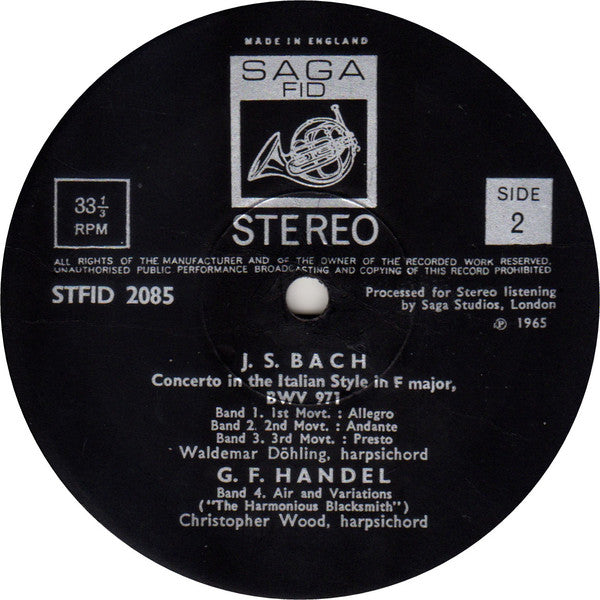 MADE IN ENGLAND
SAGA
FID
33⅓
RPM
SIDE
2
STEREO
ALL RIGHTS OF THE MANUFACTURER AND OF THE OWNER OF THE RECORDED WORK RESERVED.
UNAUTHORISED PUBLIC PERFORMANCE BROADCASTING AND COPYING OF THIS RECORD PROHIBITED
STFID 2085
Processed for Stereo listening
by Saga Studios, London
℗ 1965
J. S. BACH
Concerto in the Italian Style in F major,
BWV 971
Band 1. 1st Movt. : Allegro
Band 2. 2nd Movt. : Andante
Band 3. 3rd Movt. : Presto
Waldemar Döhling, harpsichord
G. F. HANDEL
Band 4. Air and Variations
("The Harmonious Blacksmith")
Christopher Wood, harpsichord